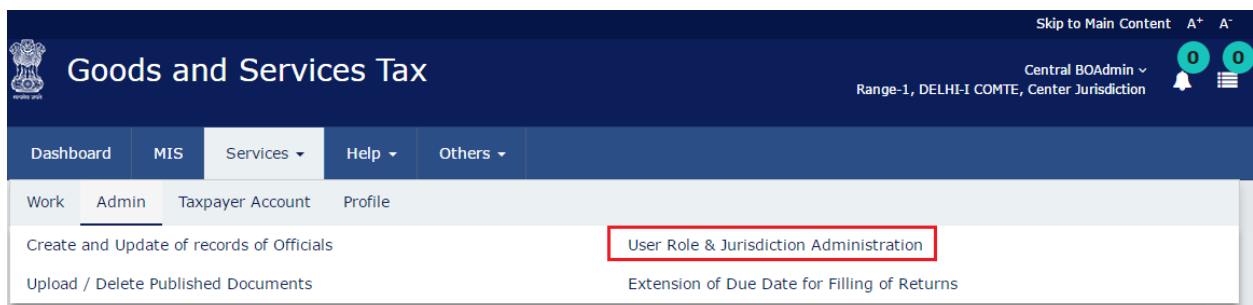 Skip to Main Content A+ A-
Goods and Services Tax
Central BOAdmin
0
0
Range-1, DELHI-I COMTE, Center Jurisdiction
Dashboard MIS Services Help Others
Work Admin Taxpayer Account Profile
Create and Update of records of Officials User Role & Jurisdiction Administration
Upload / Delete Published Documents Extension of Due Date for Filling of Returns